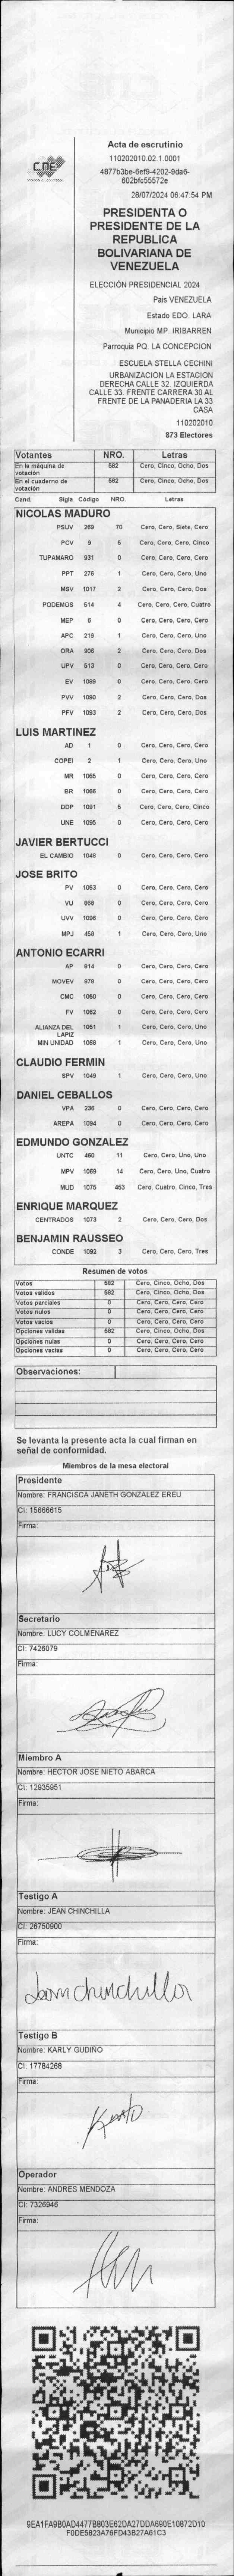 CNE
Acta de escrutinio
110202010.02.1.0001
4877b3be-6ef9-4202-9da6-
602bfc55572e
28/07/2024 06:47:54 PM
PRESIDENTA O
PRESIDENTE DE LA
REPUBLICA
BOLIVARIANA DE
VENEZUELA
ELECCIÓN PRESIDENCIAL 2024
País VENEZUELA
Estado EDO. LARA
Municipio MP. IRIBARREN
Parroquia PQ. LA CONCEPCION
ESCUELA STELLA CECHINI
URBANIZACION LA ESTACION
DERECHA CALLE 32. IZQUIERDA
CALLE 33. FRENTE CARRERA 30 AL
FRENTE DE LA PANADERIA LA 33
CASA
110202010
873 Electores
Votantes NRO. Letras
En la máquina de votación 582 Cero, Cinco, Ocho, Dos
En el cuaderno de votación 582 Cero, Cinco, Ocho, Dos
Cand. Sigla Código NRO. Letras
NICOLAS MADURO
PSUV 269 70 Cero, Cero, Siete, Cero
PCV 9 5 Cero, Cero, Cero, Cinco
TUPAMARO 931 0 Cero, Cero, Cero, Cero
PPT 276 1 Cero, Cero, Cero, Uno
MSV 1017 2 Cero, Cero, Cero, Dos
PODEMOS 514 4 Cero, Cero, Cero, Cuatro
MEP 6 0 Cero, Cero, Cero, Cero
APC 219 1 Cero, Cero, Cero, Uno
ORA 906 2 Cero, Cero, Cero, Dos
UPV 513 0 Cero, Cero, Cero, Cero
EV 1089 0 Cero, Cero, Cero, Cero
PVV 1090 2 Cero, Cero, Cero, Dos
PFV 1093 2 Cero, Cero, Cero, Dos
LUIS MARTINEZ
AD 1 0 Cero, Cero, Cero, Cero
COPEI 2 1 Cero, Cero, Cero, Uno
MR 1065 0 Cero, Cero, Cero, Cero
BR 1066 0 Cero, Cero, Cero, Cero
DDP 1091 5 Cero, Cero, Cero, Cinco
UNE 1095 0 Cero, Cero, Cero, Cero
JAVIER BERTUCCI
EL CAMBIO 1048 0 Cero, Cero, Cero, Cero
JOSE BRITO
PV 1053 0 Cero, Cero, Cero, Cero
VU 868 0 Cero, Cero, Cero, Cero
UVV 1096 0 Cero, Cero, Cero, Cero
MPJ 458 1 Cero, Cero, Cero, Uno
ANTONIO ECARRI
AP 814 0 Cero, Cero, Cero, Cero
MOVEV 879 0 Cero, Cero, Cero, Cero
CMC 1050 0 Cero, Cero, Cero, Cero
FV 1062 0 Cero, Cero, Cero, Cero
ALIANZA DEL LAPIZ 1051 1 Cero, Cero, Cero, Uno
MIN UNIDAD 1088 1 Cero, Cero, Cero, Uno
CLAUDIO FERMIN
SPV 1049 1 Cero, Cero, Cero, Uno
DANIEL CEBALLOS
VPA 236 0 Cero, Cero, Cero, Cero
AREPA 1094 0 Cero, Cero, Cero, Cero
EDMUNDO GONZALEZ
UNTC 460 11 Cero, Cero, Uno, Uno
MPV 1069 14 Cero, Cero, Uno, Cuatro
MUD 1075 453 Cero, Cuatro, Cinco, Tres
ENRIQUE MARQUEZ
CENTRADOS 1073 2 Cero, Cero, Cero, Dos
BENJAMIN RAUSSEO
CONDE 1092 3 Cero, Cero, Cero, Tres
Resumen de votos
Votos 582 Cero, Cinco, Ocho, Dos
Votos validos 582 Cero, Cinco, Ocho, Dos
Votos parciales 0 Cero, Cero, Cero, Cero
Votos nulos 0 Cero, Cero, Cero, Cero
Votos vacios 0 Cero, Cero, Cero, Cero
Opciones validas 582 Cero, Cinco, Ocho, Dos
Opciones nulas 0 Cero, Cero, Cero, Cero
Opciones vacias 0 Cero, Cero, Cero, Cero
Observaciones:
Se levanta la presente acta la cual firman en
señal de conformidad.
Miembros de la mesa electoral
Presidente
Nombre: FRANCISCA JANETH GONZALEZ EREU
CI: 15666615
Firma:
Secretario
Nombre: LUCY COLMENAREZ
CI: 7426079
Firma:
Miembro A
Nombre: HECTOR JOSE NIETO ABARCA
CI: 12935951
Firma:
Testigo A
Nombre: JEAN CHINCHILLA
CI: 26750900
Firma:
Jean chinchilla
Testigo B
Nombre: KARLY GUDIÑO
CI: 17784268
Firma:
Operador
Nombre: ANDRES MENDOZA
CI: 7326946
Firma:
9EA1FA9B0AD4477B803E62DA27DDA690E10872D10
F0DE5823A76FD43B27A61C3